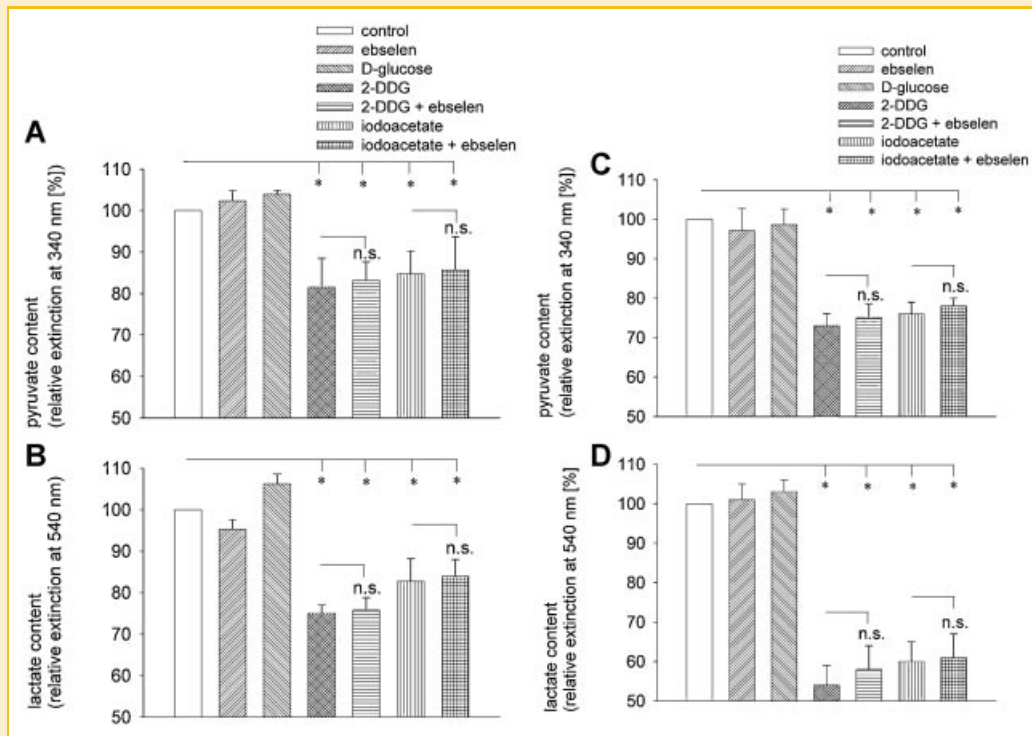 control
ebselen
D-glucose
2-DDG
2-DDG + ebselen
iodoacetate
iodoacetate + ebselen
A
pyruvate content
(relative extinction at 340 nm [%])
110
100
90
80
70
60
50
* * * *
n.s.
n.s.
B
lactate content
(relative extinction at 540 nm)
110
100
90
80
70
60
50
* * * *
n.s.
n.s.
control
ebselen
D-glucose
2-DDG
2-DDG + ebselen
iodoacetate
iodoacetate + ebselen
C
pyruvate content
(relative extinction at 340 nm [%])
110
100
90
80
70
60
50
* * * *
n.s.
n.s.
D
lactate content
(relative extinction at 540 nm [%]
110
100
90
80
70
60
50
* * * *
n.s.
n.s.